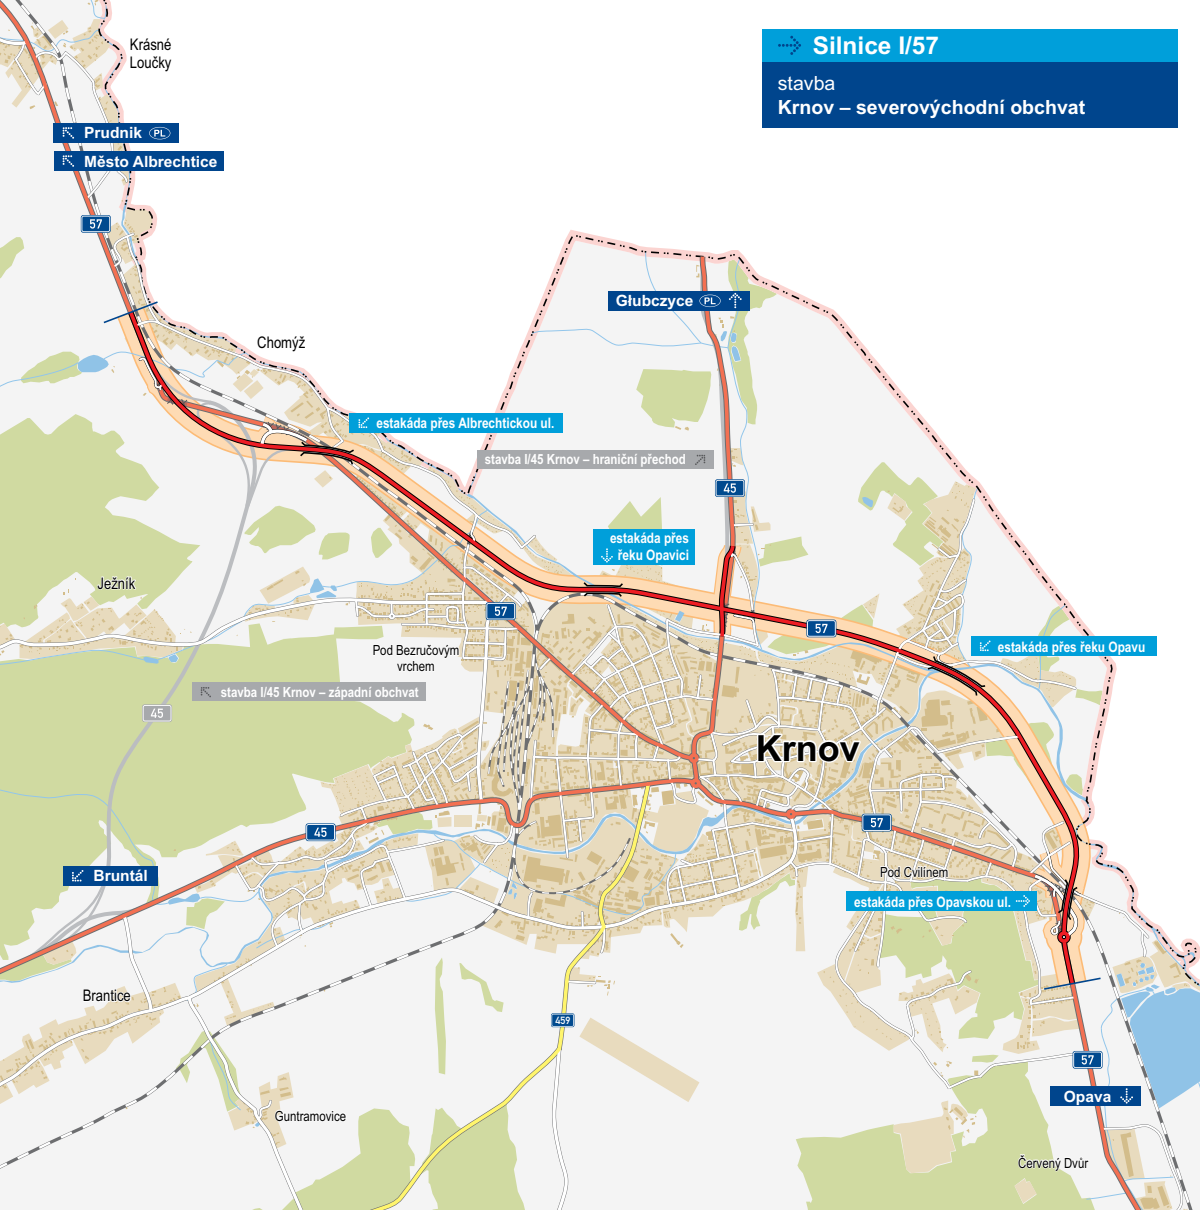 Krásné
Loučky
Silnice I/57
stavba
Krnov – severovýchodní obchvat
Prudnik PL
Město Albrechtice
57
Głubczyce PL
Chomýž
estakáda přes Albrechtickou ul.
stavba I/45 Krnov – hraniční přechod
45
estakáda přes
řeku Opavici
Ježník
57
57
estakáda přes řeku Opavu
Pod Bezručovým
vrchem
stavba I/45 Krnov – západní obchvat
45
Krnov
45
57
Bruntál
Pod Cvilínem
estakáda přes Opavskou ul.
Brantice
459
57
Opava
Guntramovice
Červený Dvůr